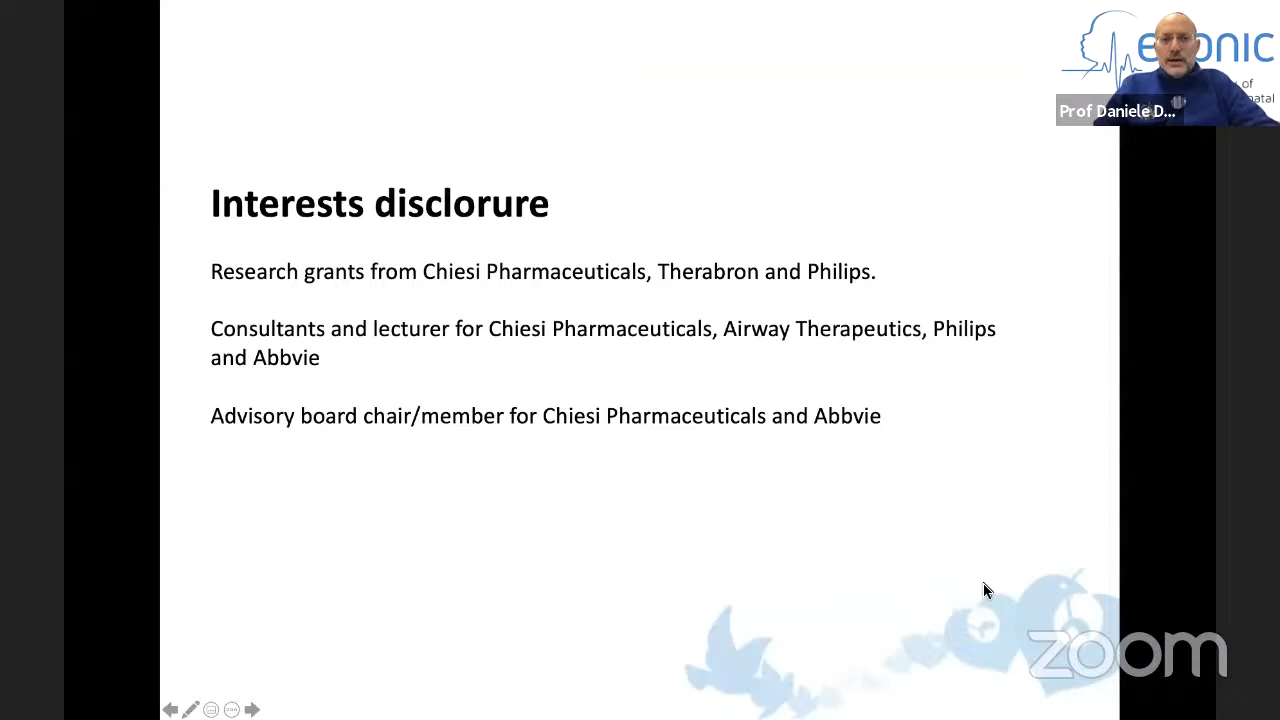 Interests disclorure
Research grants from Chiesi Pharmaceuticals, Therabron and Philips.
Consultants and lecturer for Chiesi Pharmaceuticals, Airway Therapeutics, Philips
and Abbvie
Advisory board chair/member for Chiesi Pharmaceuticals and Abbvie
of
Prof Daniele D...
zoom